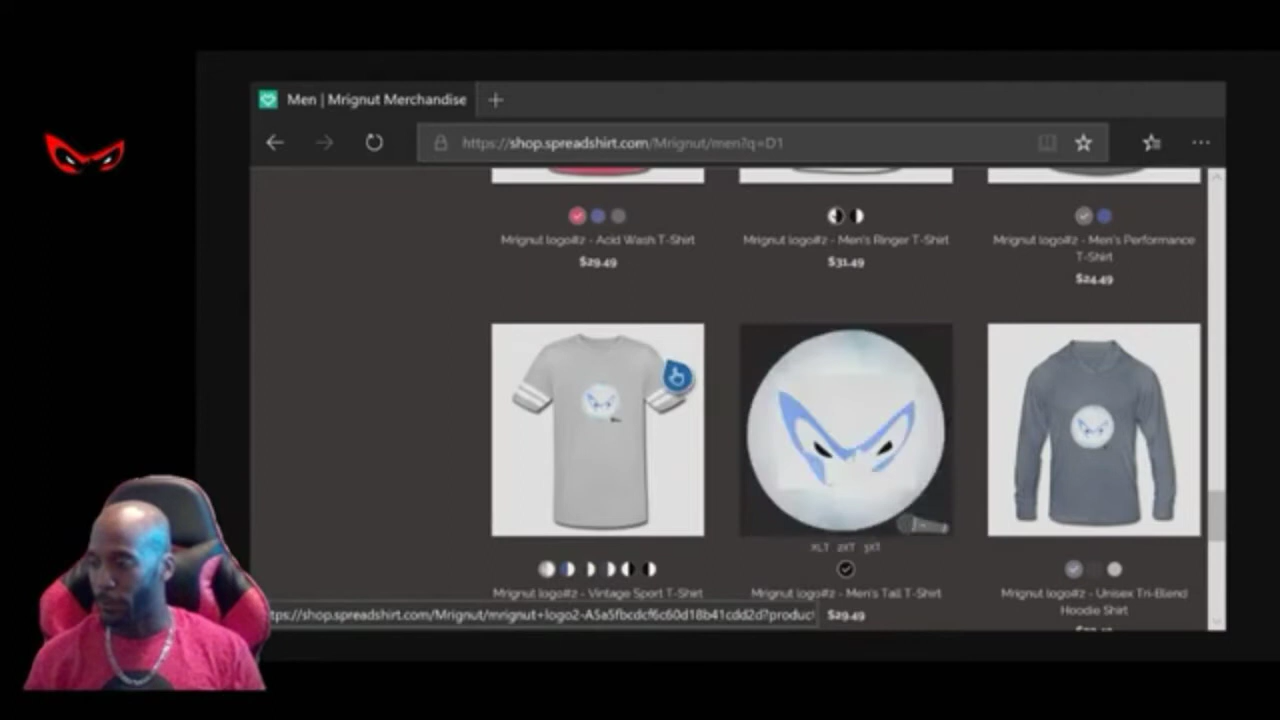 Men | Mrignut Merchandise
https://shop.spreadshirt.com/Mrignut/men?q=D1
Mrignut logo#2 - Acid Wash T-Shirt
$29.49
Mrignut logo#2 - Men's Ringer T-Shirt
$31.49
Mrignut logo#2 - Men's Performance
T-Shirt
$24.49
XLT 2XT 3XT
Mrignut logo#2 - Vintage Sport T-Shirt
Mrignut logo#2 - Men's Tall T-Shirt
$29.49
Mrignut logo#2 - Unisex Tri-Blend
Hoodie Shirt
tps://shop.spreadshirt.com/Mrignut/mrignut+logo2-A5a5fbcdcf6c60d18b41cdd2d?product